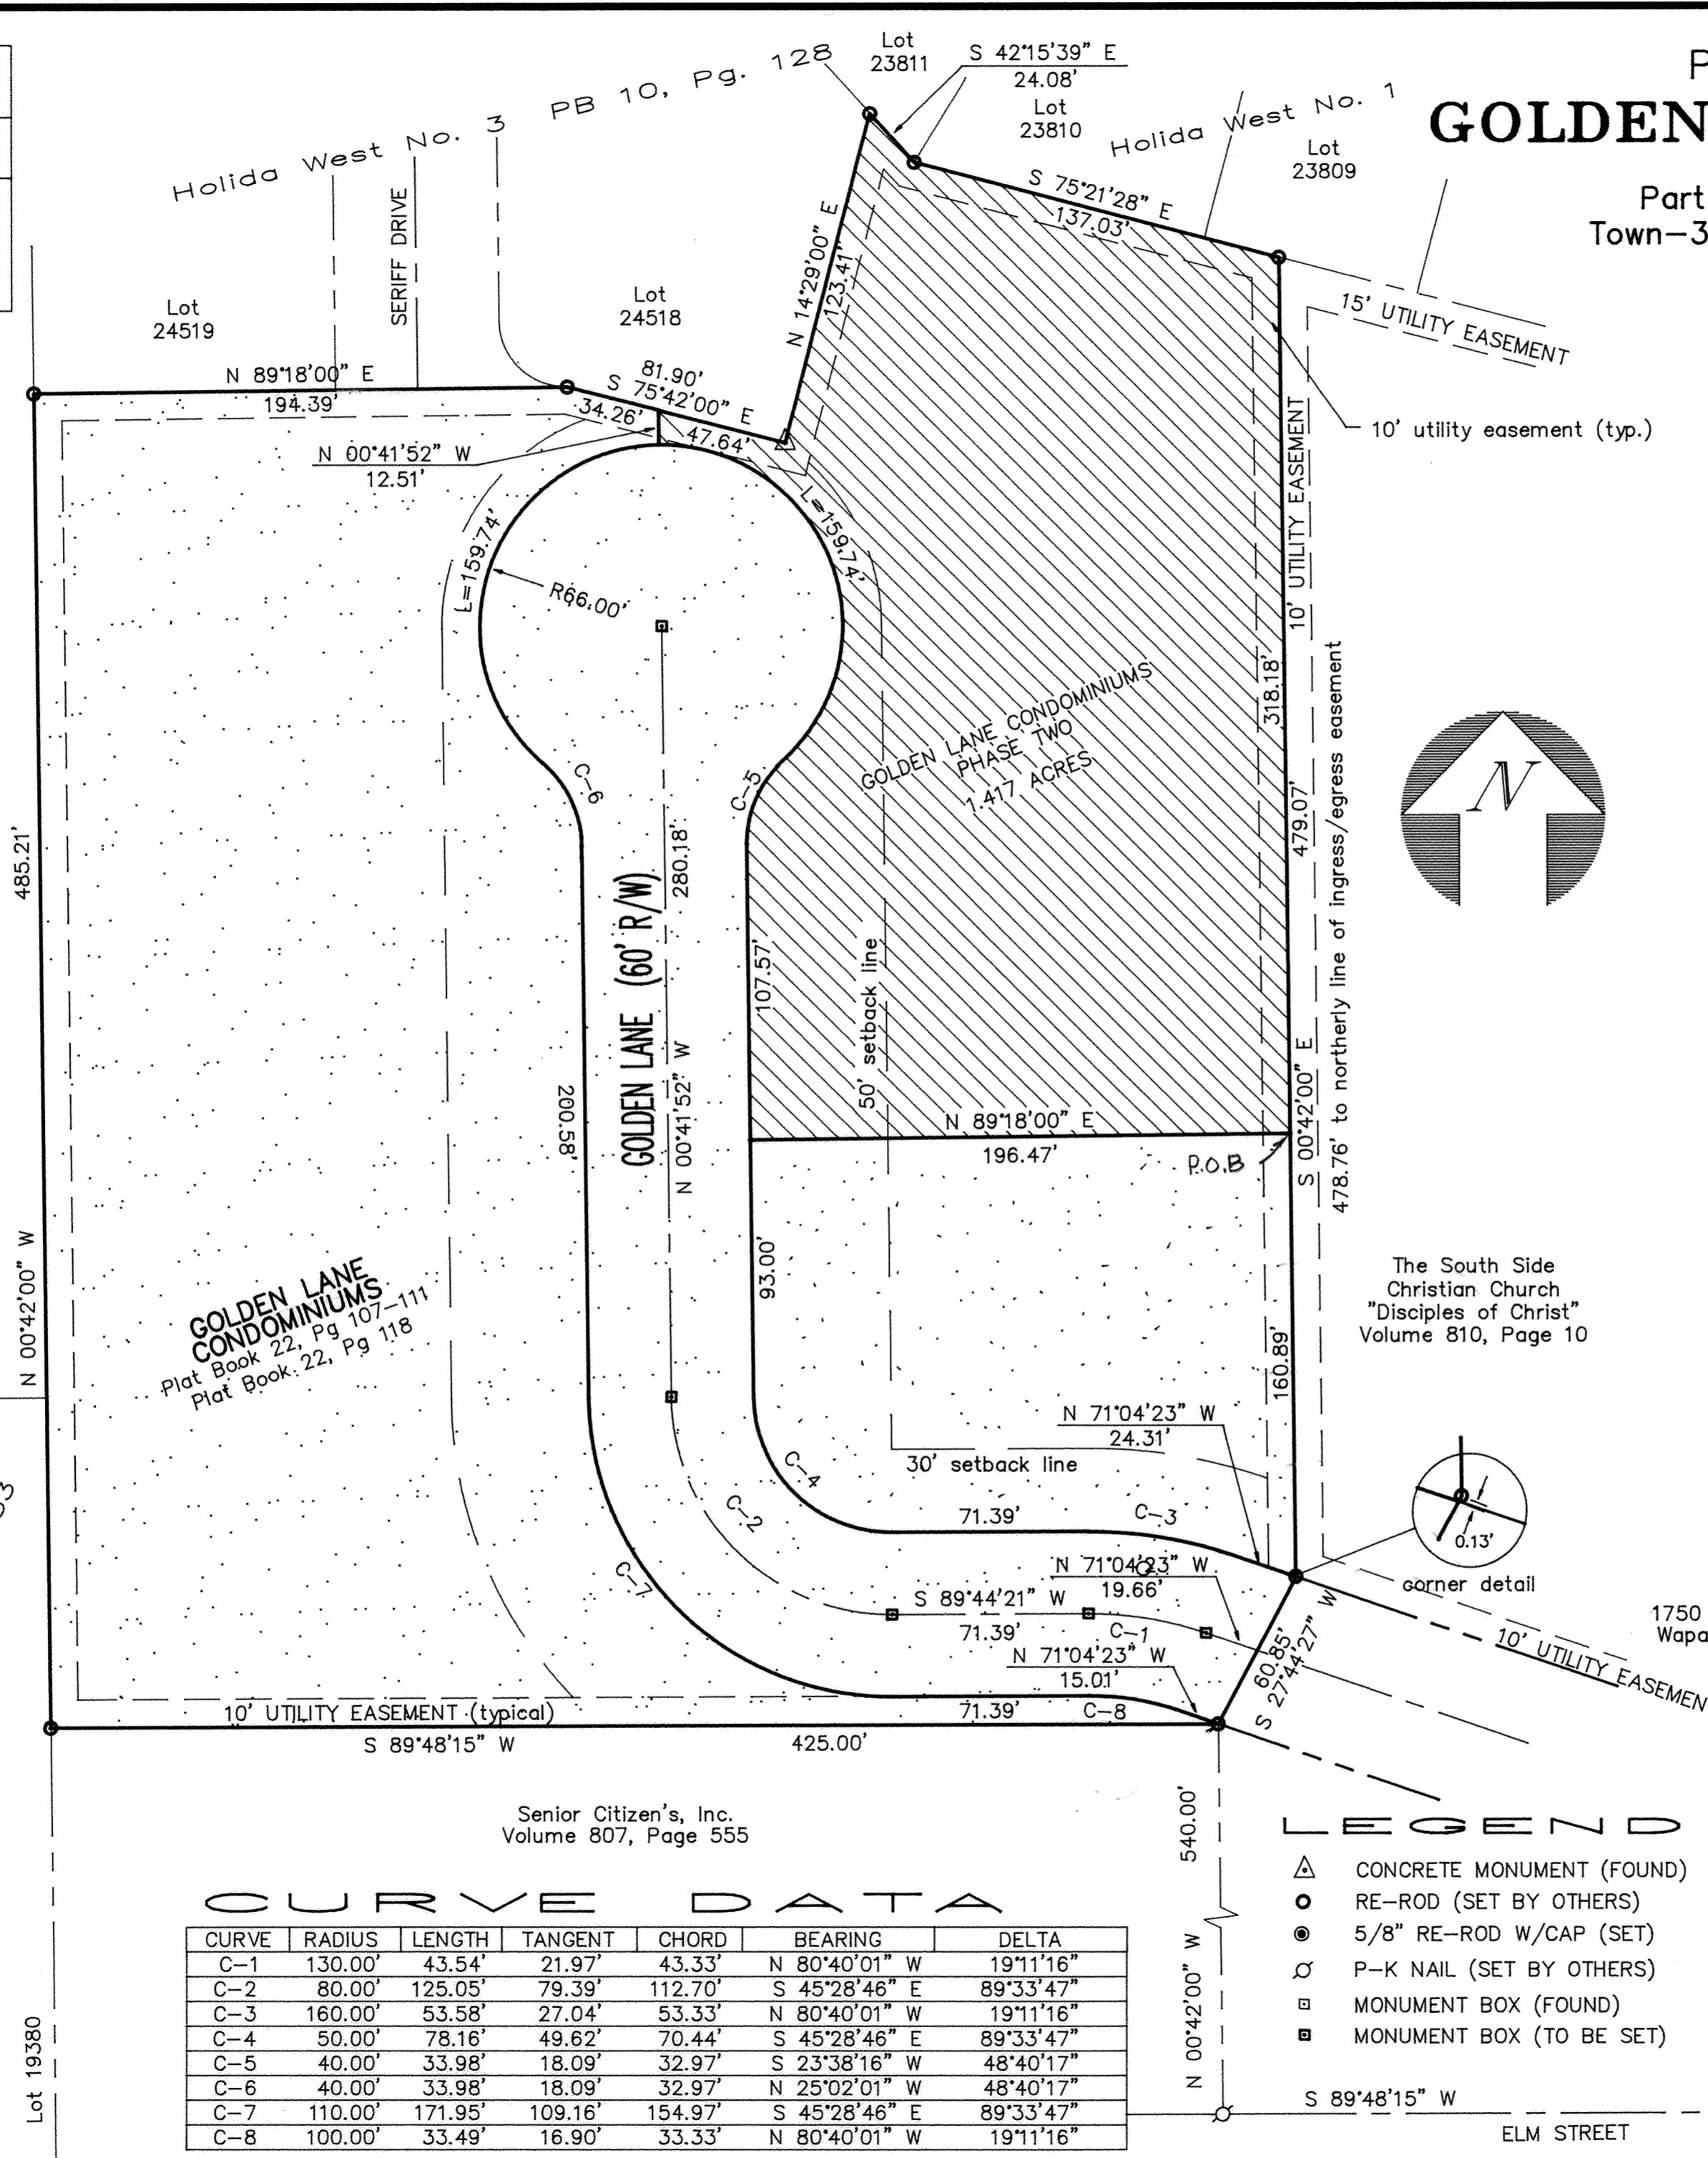 P
GOLDEN
Part
Town-3
Holida West No. 3 PB 10, Pg. 128
Lot
23811
S 42°15'39" E
24.08'
Lot
23810
Holida West No. 1
Lot
23809
S 75°21'28" E
137.03'
SERIFF DRIVE
Lot
24519
Lot
24518
N 14°29'00" E
123.41'
15' UTILITY EASEMENT
N 89°18'00" E
194.39'
81.90'
S 75°42'00" E
34.26'
47.64'
N 00°41'52" W
12.51'
10' utility easement (typ.)
10' UTILITY EASEMENT
L=159.74'
L=159.74'
R66.00'
318.18'
479.07'
S 00°42'00" E
478.76' to northerly line of ingress/egress easement
GOLDEN LANE CONDOMINIUMS
PHASE TWO
1.417 ACRES
N
C-6
C-5
485.21'
N 00°42'00" W
280.18'
GOLDEN LANE (60' R/W)
N 00°41'52" W
107.57'
50' setback line
200.58'
N 89°18'00" E
196.47'
P.O.B
93.00'
GOLDEN LANE
CONDOMINIUMS
Plat Book 22, Pg 107-111
Plat Book 22, Pg 118
The South Side
Christian Church
"Disciples of Christ"
Volume 810, Page 10
160.89'
N 71°04'23" W
24.31'
30' setback line
C-4
C-2
C-7
71.39'
C-3
0.13'
corner detail
N 71°04'23" W
19.66'
S 89°44'21" W
71.39'
C-1
N 71°04'23" W
15.01'
60.85'
S 27°44'27" W
1750
Wapa
10' UTILITY EASEMEN
10' UTILITY EASEMENT (typical)
71.39'
C-8
S 89°48'15" W
425.00'
Senior Citizen's, Inc.
Volume 807, Page 555
540.00'
N 00°42'00" W
Lot 19380
LEGEND
CONCRETE MONUMENT (FOUND)
RE-ROD (SET BY OTHERS)
5/8" RE-ROD W/CAP (SET)
P-K NAIL (SET BY OTHERS)
MONUMENT BOX (FOUND)
MONUMENT BOX (TO BE SET)
S 89°48'15" W
ELM STREET
CURVE DATA
CURVE RADIUS LENGTH TANGENT CHORD BEARING DELTA
C-1 130.00' 43.54' 21.97' 43.33' N 80°40'01" W 19°11'16"
C-2 80.00' 125.05' 79.39' 112.70' S 45°28'46" E 89°33'47"
C-3 160.00' 53.58' 27.04' 53.33' N 80°40'01" W 19°11'16"
C-4 50.00' 78.16' 49.62' 70.44' S 45°28'46" E 89°33'47"
C-5 40.00' 33.98' 18.09' 32.97' S 23°38'16" W 48°40'17"
C-6 40.00' 33.98' 18.09' 32.97' N 25°02'01" W 48°40'17"
C-7 110.00' 171.95' 109.16' 154.97' S 45°28'46" E 89°33'47"
C-8 100.00' 33.49' 16.90' 33.33' N 80°40'01" W 19°11'16"